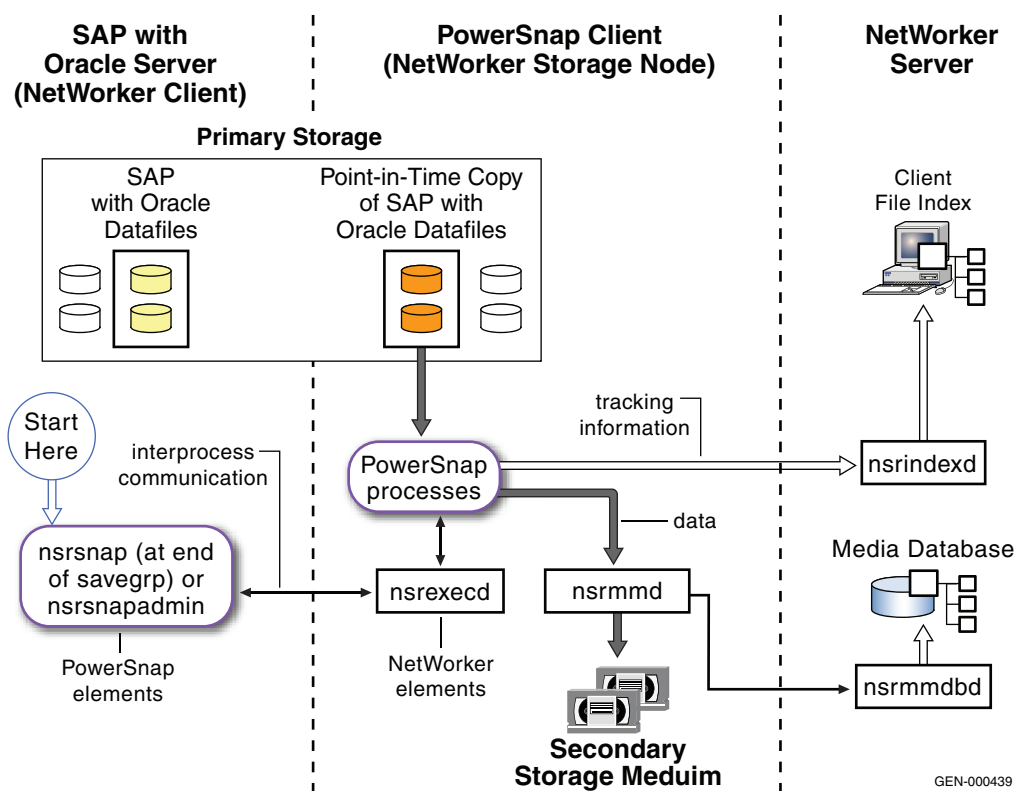 SAP with
Oracle Server
(NetWorker Client)
PowerSnap Client
(NetWorker Storage Node)
NetWorker
Server
Primary Storage
SAP
with Oracle
Datafiles
Point-in-Time Copy
of SAP with
Oracle Datafiles
Client
File Index
Start
Here
interprocess
communication
tracking
information
PowerSnap
processes
nsrindexd
data
nsrsnap (at end
of savegrp) or
nsrsnapadmin
nsrexecd
nsrmmd
Media Database
PowerSnap
elements
NetWorker
elements
nsrmmdbd
Secondary
Storage Meduim
GEN-000439